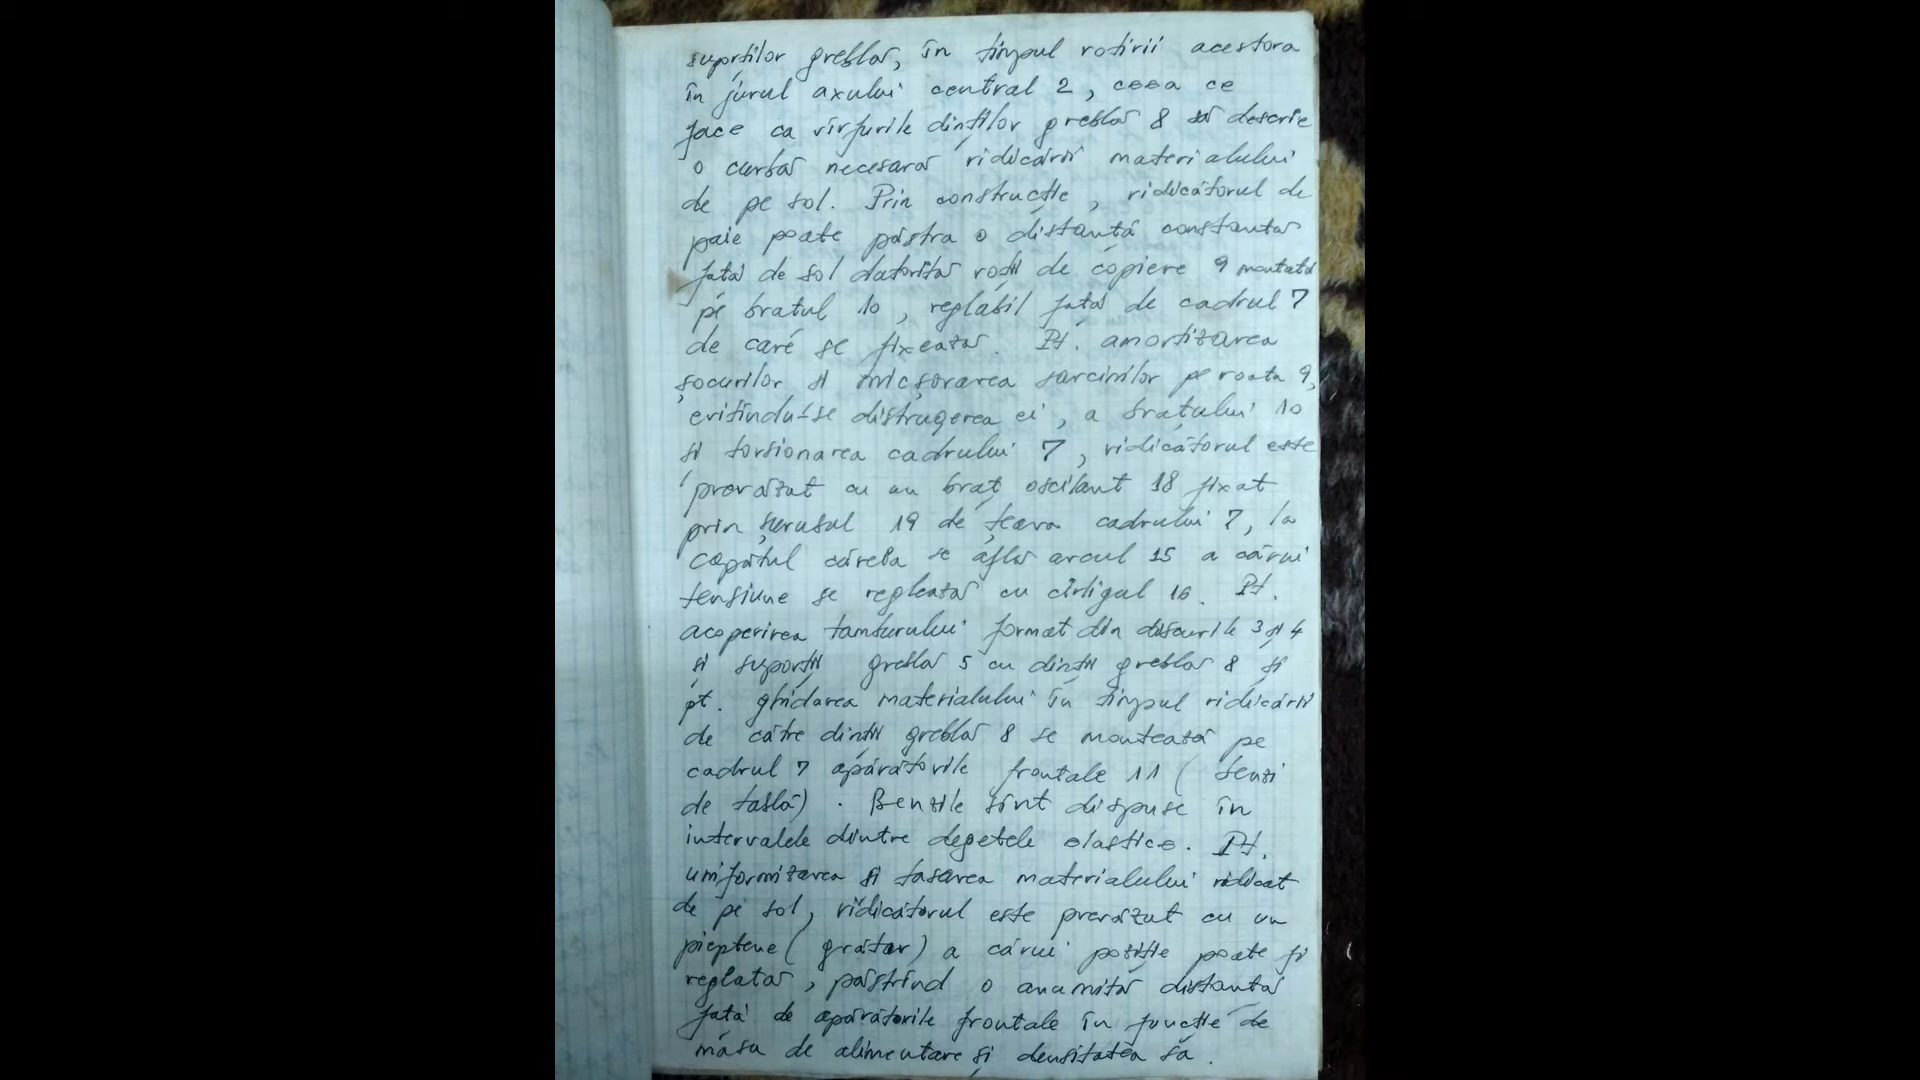 suporților greblă, în timpul rotirii acestora
în jurul axului central 2, ceea ce
face ca vîrfurile dinților greblă 8 să descrie
o curbă necesară ridicării materialului
de pe sol. Prin construcție, ridicătorul de
paie poate păstra o distanță constantă
față de sol datorită roții de copiere 9 montată
pe brațul 10, reglabil față de cadrul 7
de care se fixează. Pt. amortizarea
șocurilor și micșorarea sarcinilor pe roata 9,
evitîndu-se distrugerea ei, a brațului 10
și torsionarea cadrului 7, ridicătorul este
prevăzut cu un braț oscilant 18 fixat
prin șurubul 19 de țeava cadrului 7, la
capătul căreia se află arcul 15 a cărui
tensiune se reglează cu cîrligul 16. Pt.
acoperirea tamburului format din discurile 3 și 4
și suporții greblă 5 cu dinții greblă 8 și
pt. ghidarea materialului în timpul ridicării
de către dinții greblă 8 se montează pe
cadrul 7 apărătorile frontale 11 (benzi
de tablă). Benzile sînt dispuse în
intervalele dintre degetele elastice. Pt.
uniformizarea și tasarea materialului ridicat
de pe sol, ridicătorul este prevăzut cu un
pieptene (grătar) a cărui poziție poate fi
reglată, păstrînd o anumită distanță
față de apărătorile frontale în funcție de
masa de alimentare și densitatea sa.